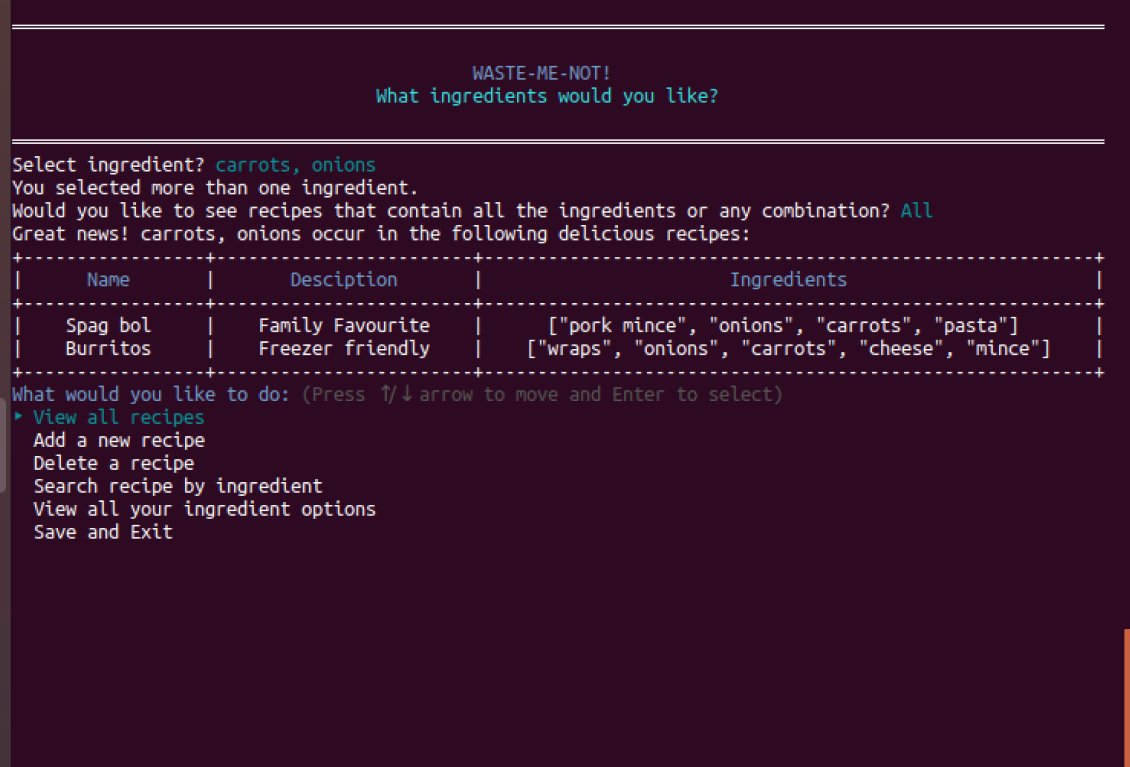 WASTE-ME-NOT!
What ingredients would you like?
Select ingredient? carrots, onions
You selected more than one ingredient.
Would you like to see recipes that contain all the ingredients or any combination? All
Great news! carrots, onions occur in the following delicious recipes:
+-----------------+------------------------+---------------------------------------------------------+
| Name | Desciption | Ingredients |
+-----------------+------------------------+---------------------------------------------------------+
| Spag bol | Family Favourite | ["pork mince", "onions", "carrots", "pasta"] |
| Burritos | Freezer friendly | ["wraps", "onions", "carrots", "cheese", "mince"] |
+-----------------+------------------------+---------------------------------------------------------+
What would you like to do: (Press ↑/↓ arrow to move and Enter to select)
‣ View all recipes
Add a new recipe
Delete a recipe
Search recipe by ingredient
View all your ingredient options
Save and Exit